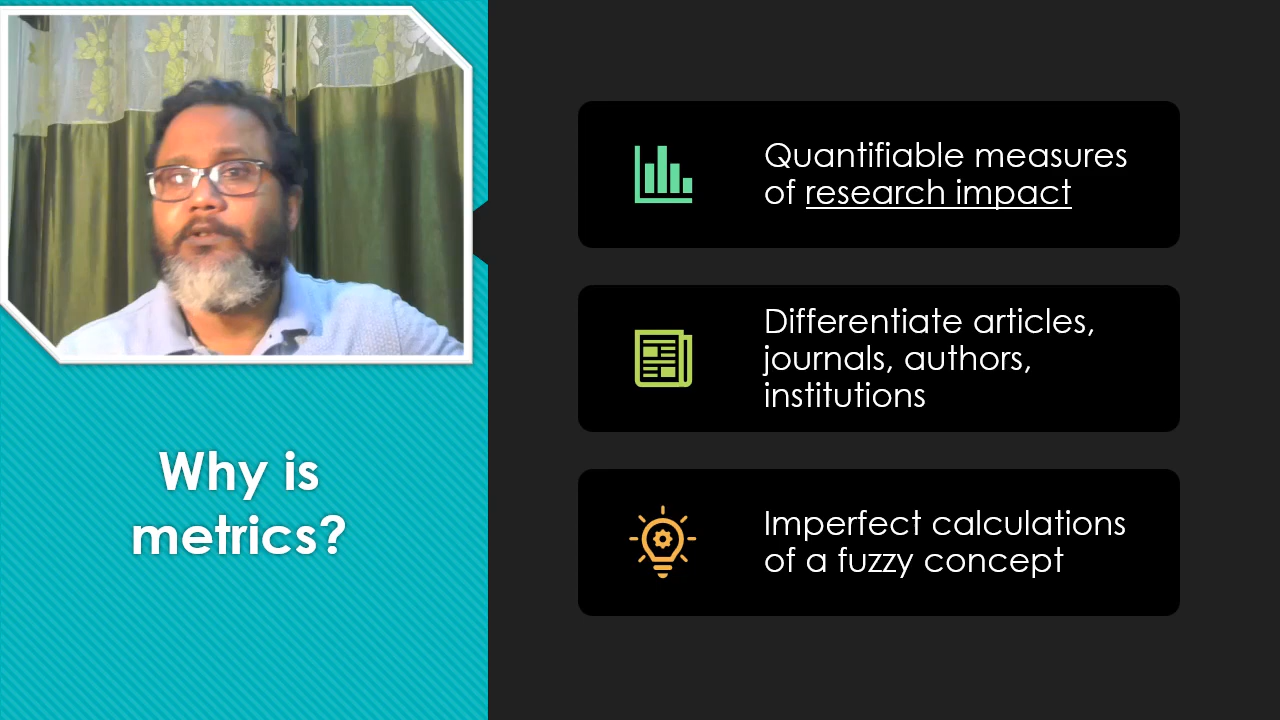 Why is
metrics?
Quantifiable measures
of research impact
Differentiate articles,
journals, authors,
institutions
Imperfect calculations
of a fuzzy concept